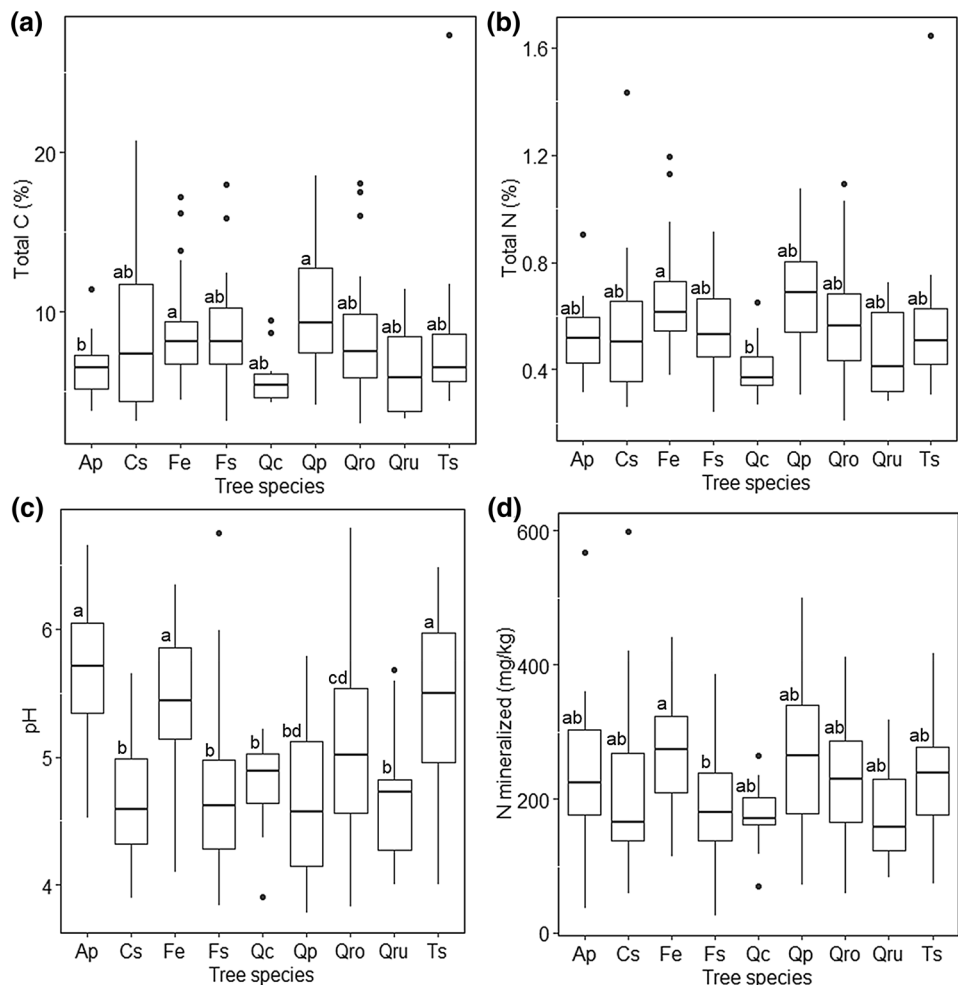 (a)
Total C (%)
20
10
b
ab
a
ab
ab
a
ab
ab
ab
Ap Cs Fe Fs Qc Qp Qro Qru Ts
Tree species
(b)
Total N (%)
1.6
1.2
0.8
0.4
ab
ab
a
ab
b
ab
ab
ab
ab
Ap Cs Fe Fs Qc Qp Qro Qru Ts
Tree species
(c)
pH
6
5
4
a
b
a
b
b
bd
cd
b
a
Ap Cs Fe Fs Qc Qp Qro Qru Ts
Tree species
(d)
N mineralized (mg/kg)
600
400
200
0
ab
ab
a
b
ab
ab
ab
ab
ab
Ap Cs Fe Fs Qc Qp Qro Qru Ts
Tree species